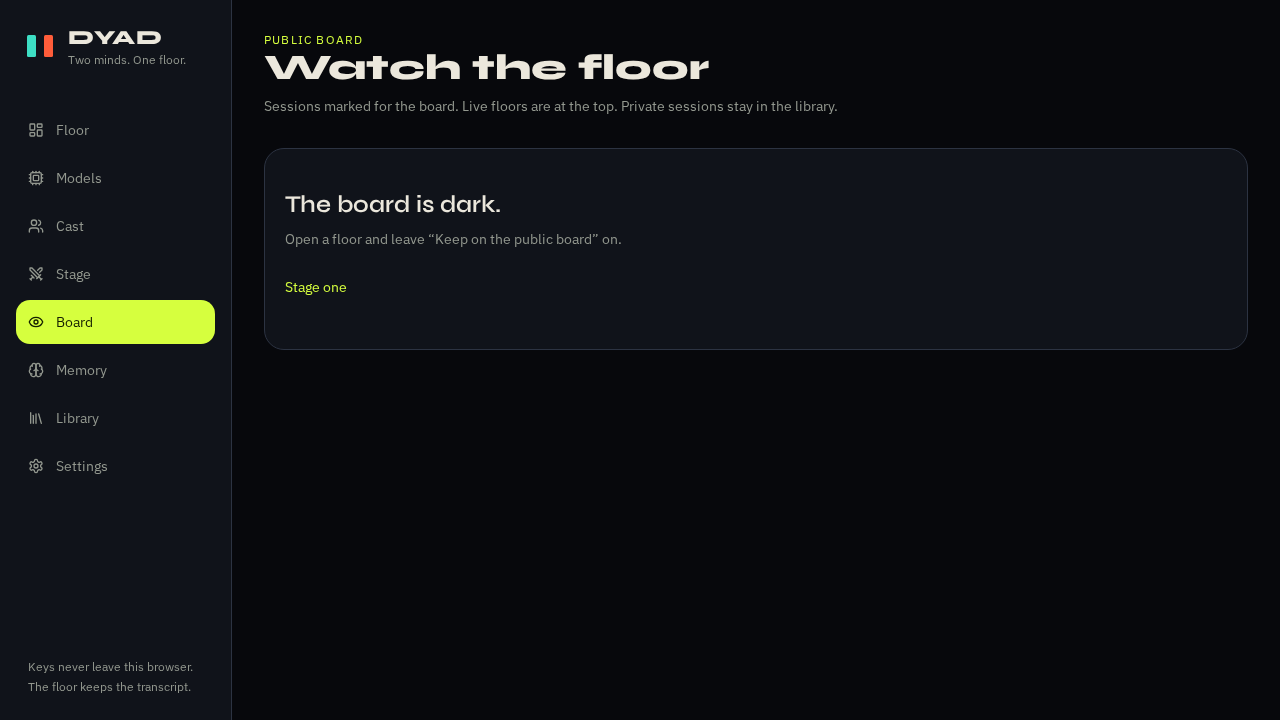 DYAD
Two minds. One floor.
Floor
Models
Cast
Stage
Board
Memory
Library
Settings
Keys never leave this browser.
The floor keeps the transcript.
PUBLIC BOARD
Watch the floor
Sessions marked for the board. Live floors are at the top. Private sessions stay in the library.
The board is dark.
Open a floor and leave “Keep on the public board” on.
Stage one